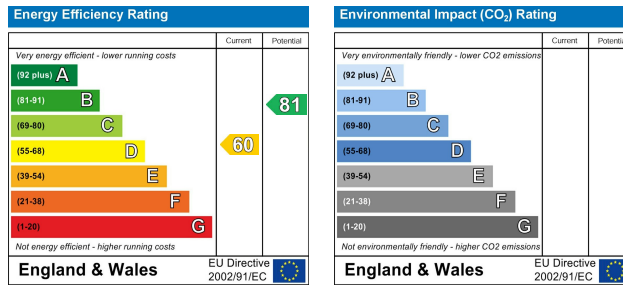 Energy Efficiency Rating
Current Potential
Very energy efficient - lower running costs
(92 plus) A
(81-91) B
81
(69-80) C
(55-68) D
60
(39-54) E
(21-38) F
(1-20) G
Not energy efficient - higher running costs
England & Wales
EU Directive
2002/91/EC
Environmental Impact (CO₂) Rating
Current Potential
Very environmentally friendly - lower CO2 emissions
(92 plus) A
(81-91) B
(69-80) C
(55-68) D
(39-54) E
(21-38) F
(1-20) G
Not environmentally friendly - higher CO2 emissions
England & Wales
EU Directive
2002/91/EC